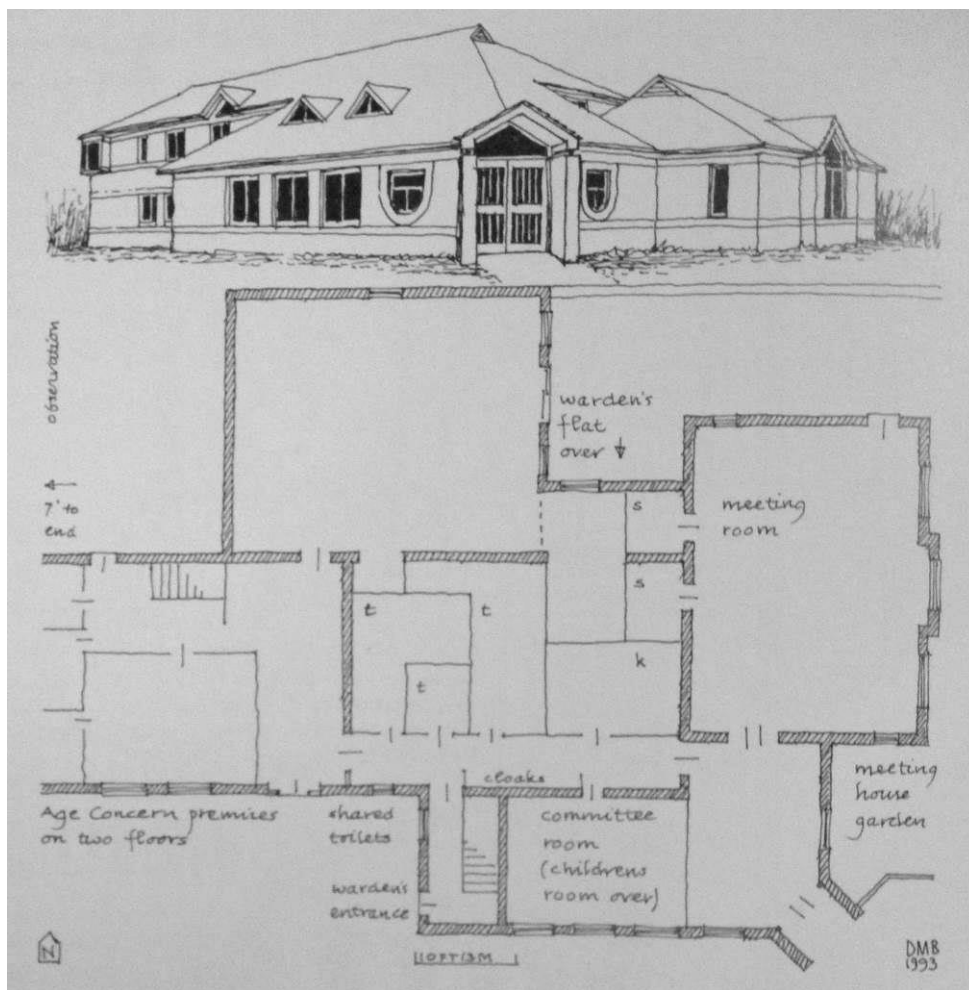 observation
7' to
end
warden's
flat
over
s
meeting
room
s
t
t
k
t
cloaks
meeting
house
garden
Age Concern premises
on two floors
shared
toilets
committee
room
(childrens
room over)
warden's
entrance
N
10FT/3M
DMB
1993